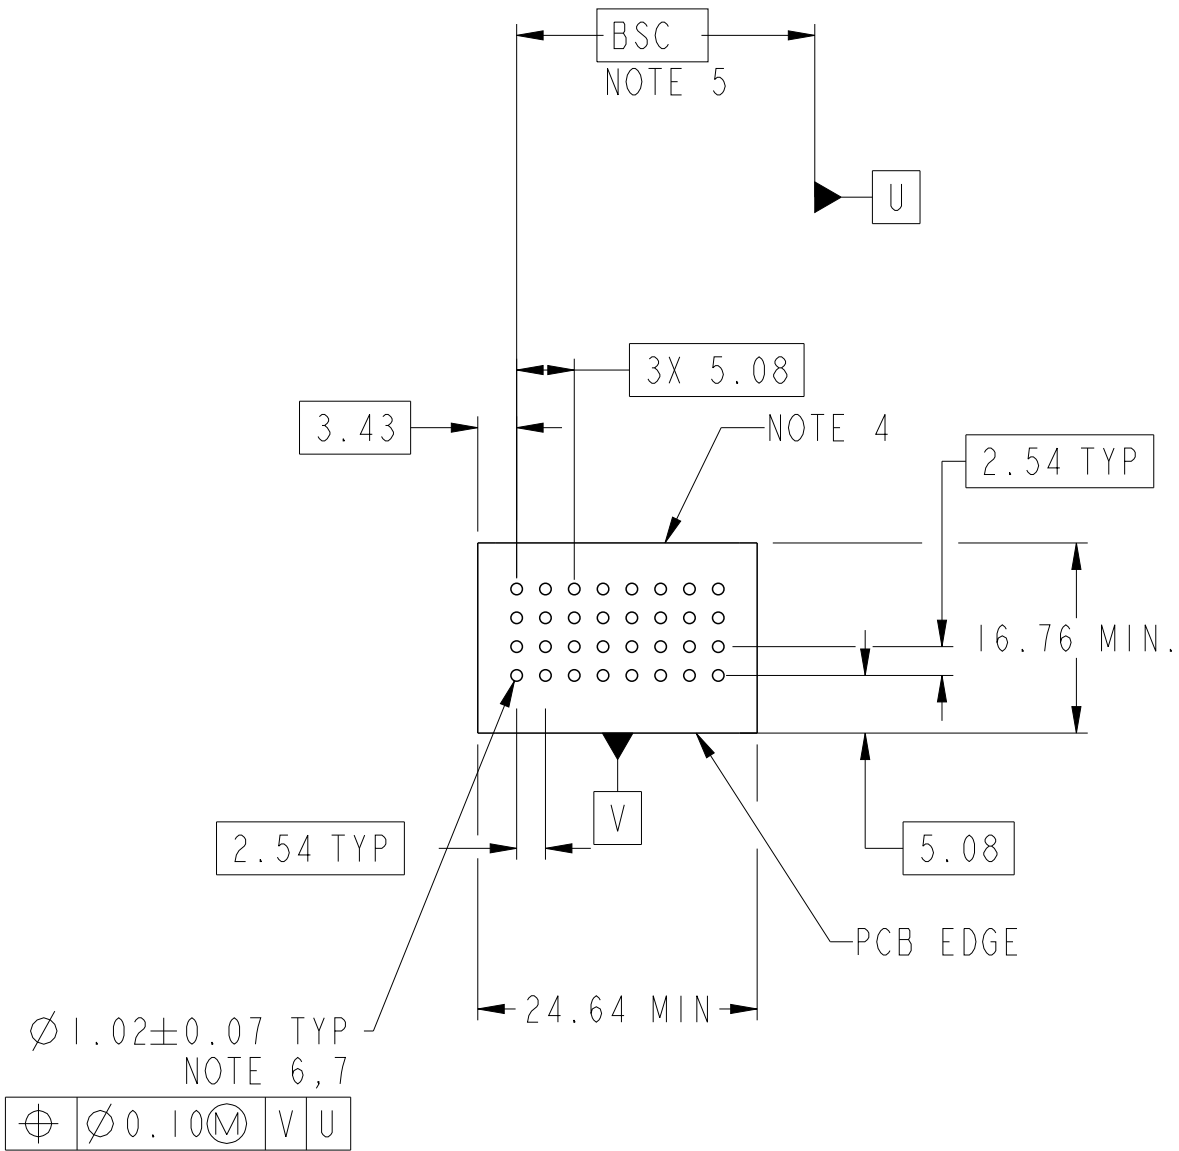 BSC
NOTE 5
U
3X 5.08
3.43
NOTE 4
2.54 TYP
16.76 MIN.
V
2.54 TYP
5.08
PCB EDGE
24.64 MIN
Ø1.02±0.07 TYP
NOTE 6,7
⌖ Ø0.10Ⓜ V U